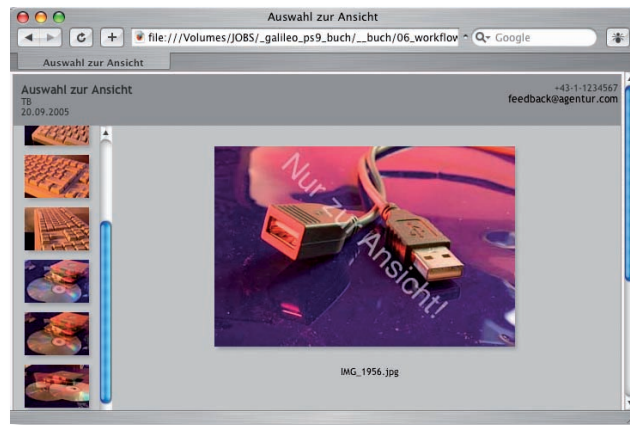 Auswahl zur Ansicht
file:///Volumes/JOBS/_galileo_ps9_buch/__buch/06_workflow
Google
Auswahl zur Ansicht
Auswahl zur Ansicht
TB
20.09.2005
+43-1-1234567
feedback@agentur.com
Nur zur Ansicht!
IMG_1956.jpg